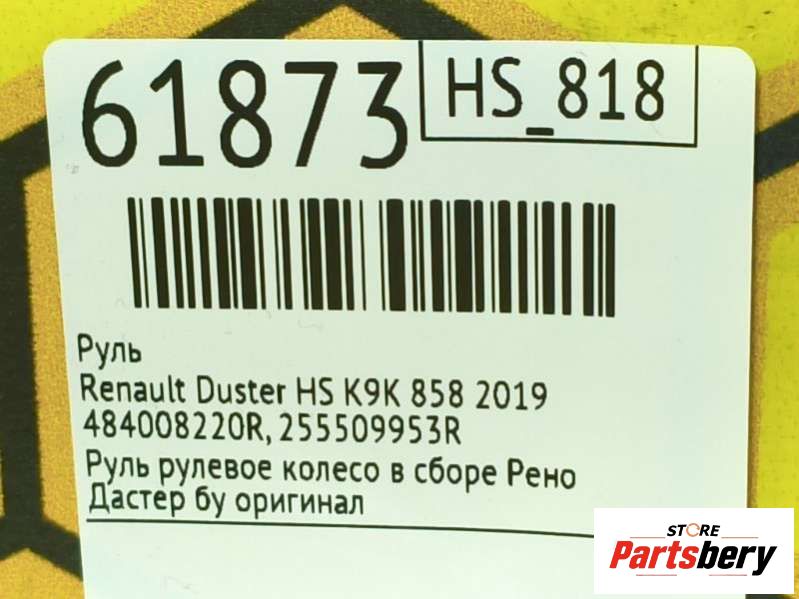 61873
HS_818
Руль
Renault Duster HS K9K 858 2019
484008220R, 255509953R
Руль рулевое колесо в сборе Рено
Дастер бу оригинал
STORE
Partsbery